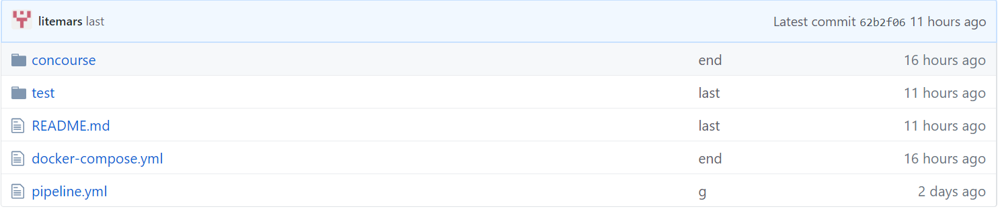 litemars last Latest commit 62b2f06 11 hours ago
concourse end 16 hours ago
test last 11 hours ago
README.md last 11 hours ago
docker-compose.yml end 16 hours ago
pipeline.yml g 2 days ago